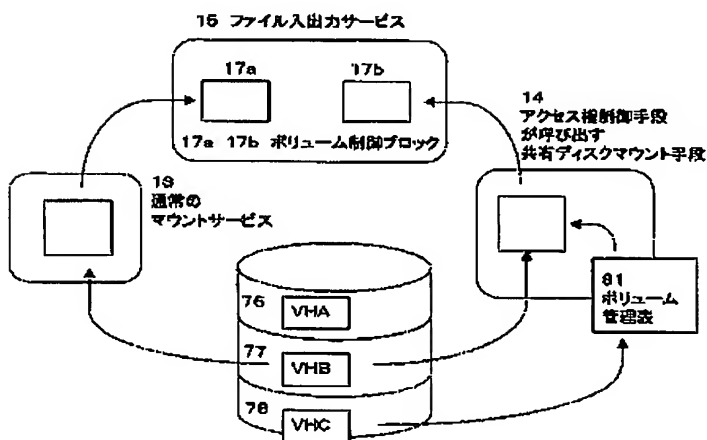 15 ファイル入出力サービス
17a
17b
17a 17b ボリューム制御ブロック
14
アクセス権制御手段
が呼び出す
共有ディスクマウント手段
19
通常の
マウントサービス
81
ボリューム
管理表
76
VHA
77
VHB
78
VHC